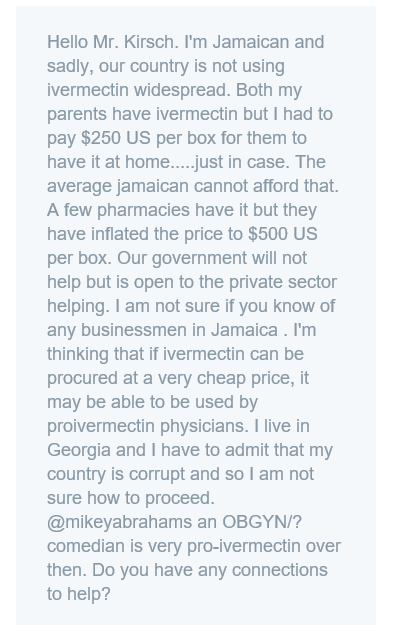 Hello Mr. Kirsch. I'm Jamaican and
sadly, our country is not using
ivermectin widespread. Both my
parents have ivermectin but I had to
pay $250 US per box for them to
have it at home.....just in case. The
average jamaican cannot afford that.
A few pharmacies have it but they
have inflated the price to $500 US
per box. Our government will not
help but is open to the private sector
helping. I am not sure if you know of
any businessmen in Jamaica . I'm
thinking that if ivermectin can be
procured at a very cheap price, it
may be able to be used by
proivermectin physicians. I live in
Georgia and I have to admit that my
country is corrupt and so I am not
sure how to proceed.
@mikeyabrahams an OBGYN/?
comedian is very pro-ivermectin over
then. Do you have any connections
to help?